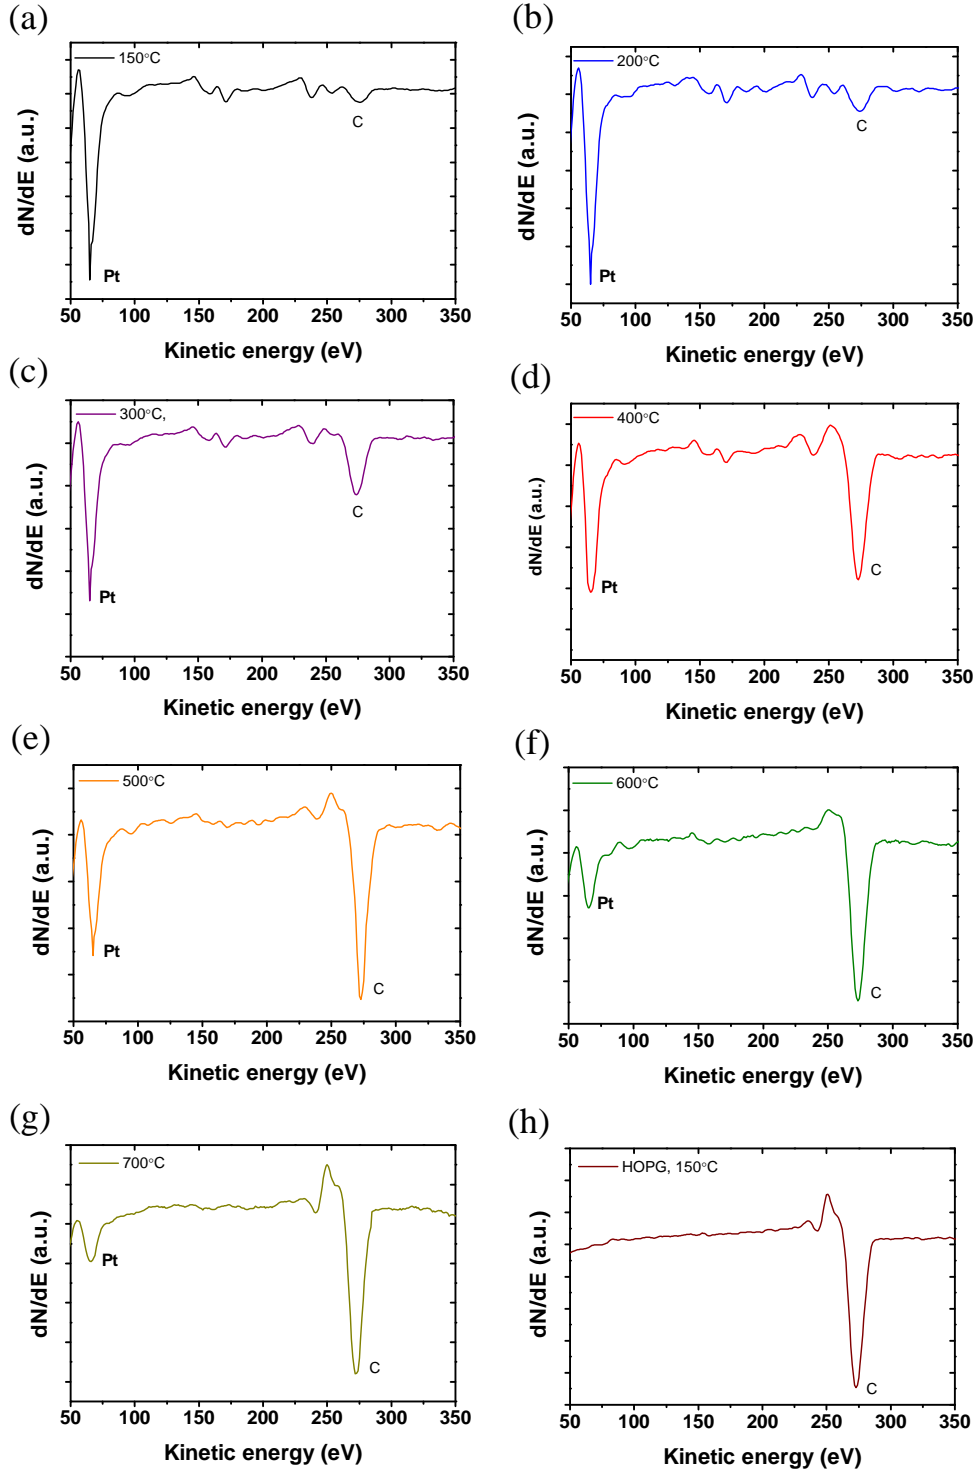 (a)
150°C
dN/dE (a.u.)
C
Pt
50 100 150 200 250 300 350
Kinetic energy (eV)
(b)
200°C
dN/dE (a.u.)
C
Pt
50 100 150 200 250 300 350
Kinetic energy (eV)
(c)
300°C,
dN/dE (a.u.)
C
Pt
50 100 150 200 250 300 350
Kinetic energy (eV)
(d)
400°C
dN/dE (a.u.)
C
Pt
50 100 150 200 250 300 350
Kinetic energy (eV)
(e)
500°C
dN/dE (a.u.)
Pt
C
50 100 150 200 250 300 350
Kinetic energy (eV)
(f)
600°C
dN/dE (a.u.)
Pt
C
50 100 150 200 250 300 350
Kinetic energy (eV)
(g)
700°C
dN/dE (a.u.)
Pt
C
50 100 150 200 250 300 350
Kinetic energy (eV)
(h)
HOPG, 150°C
dN/dE (a.u.)
C
50 100 150 200 250 300 350
Kinetic energy (eV)